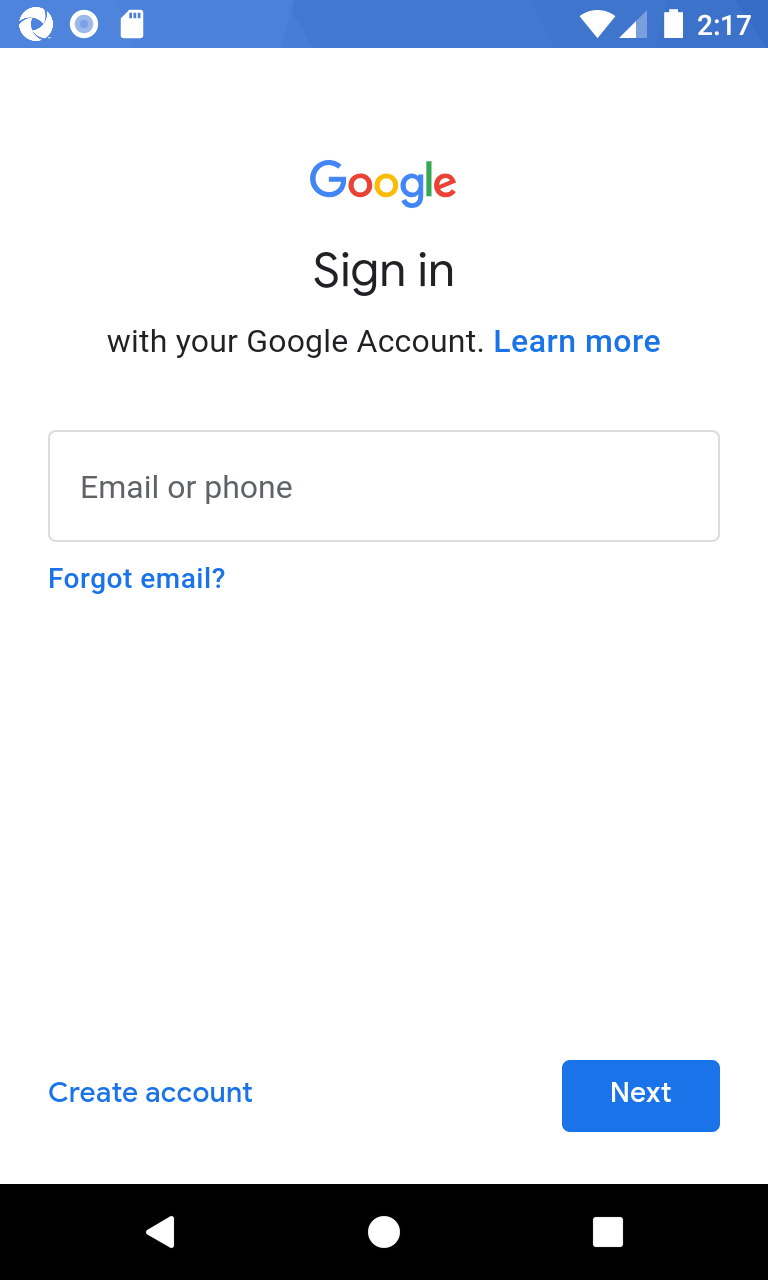 2:17
Google
Sign in
with your Google Account. Learn more
Email or phone
Forgot email?
Create account
Next